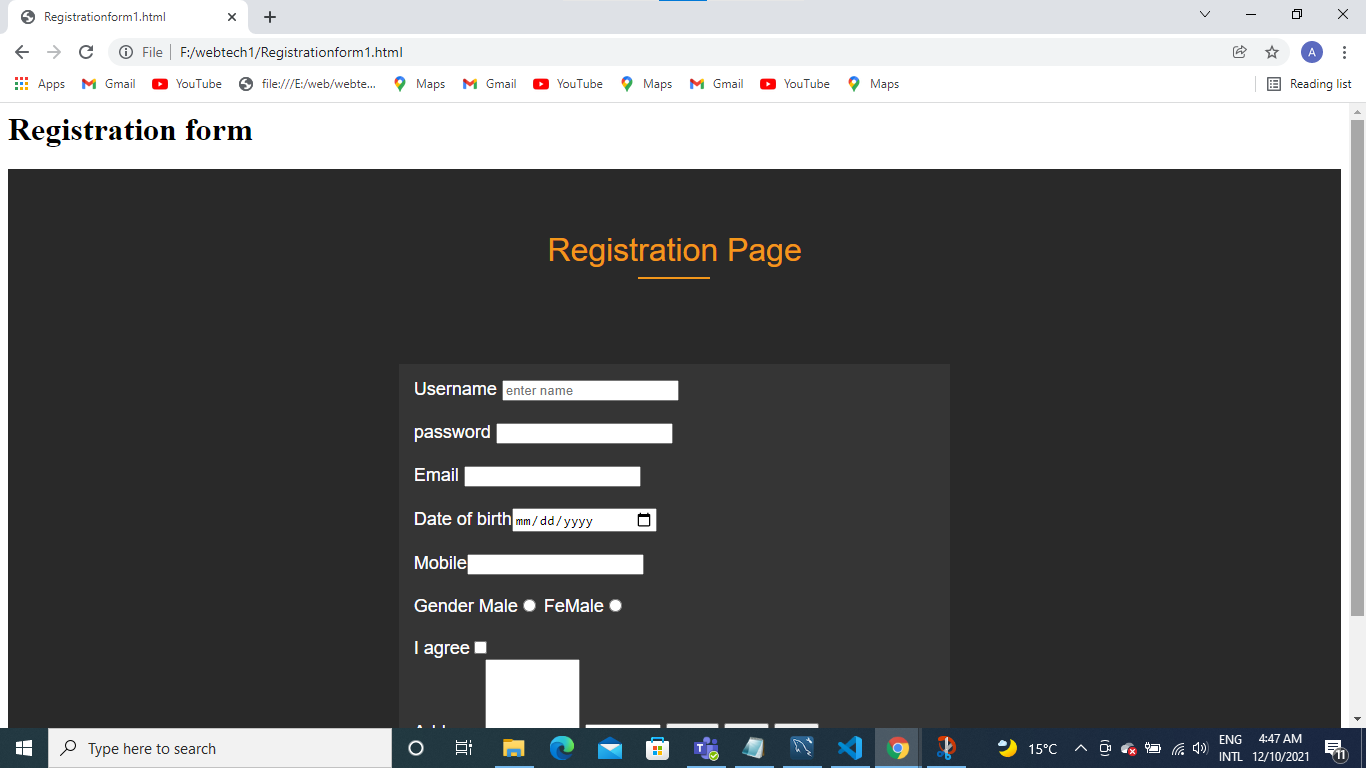 Registrationform1.html
File F:/webtech1/Registrationform1.html
A
Apps Gmail YouTube file:///E:/web/webte... Maps Gmail YouTube Maps Gmail YouTube Maps Reading list
Registration form
Registration Page
Username enter name
password
Email
Date of birth mm/dd/yyyy
Mobile
Gender Male FeMale
I agree
Type here to search
15°C
ENG
INTL
4:47 AM
12/10/2021
11